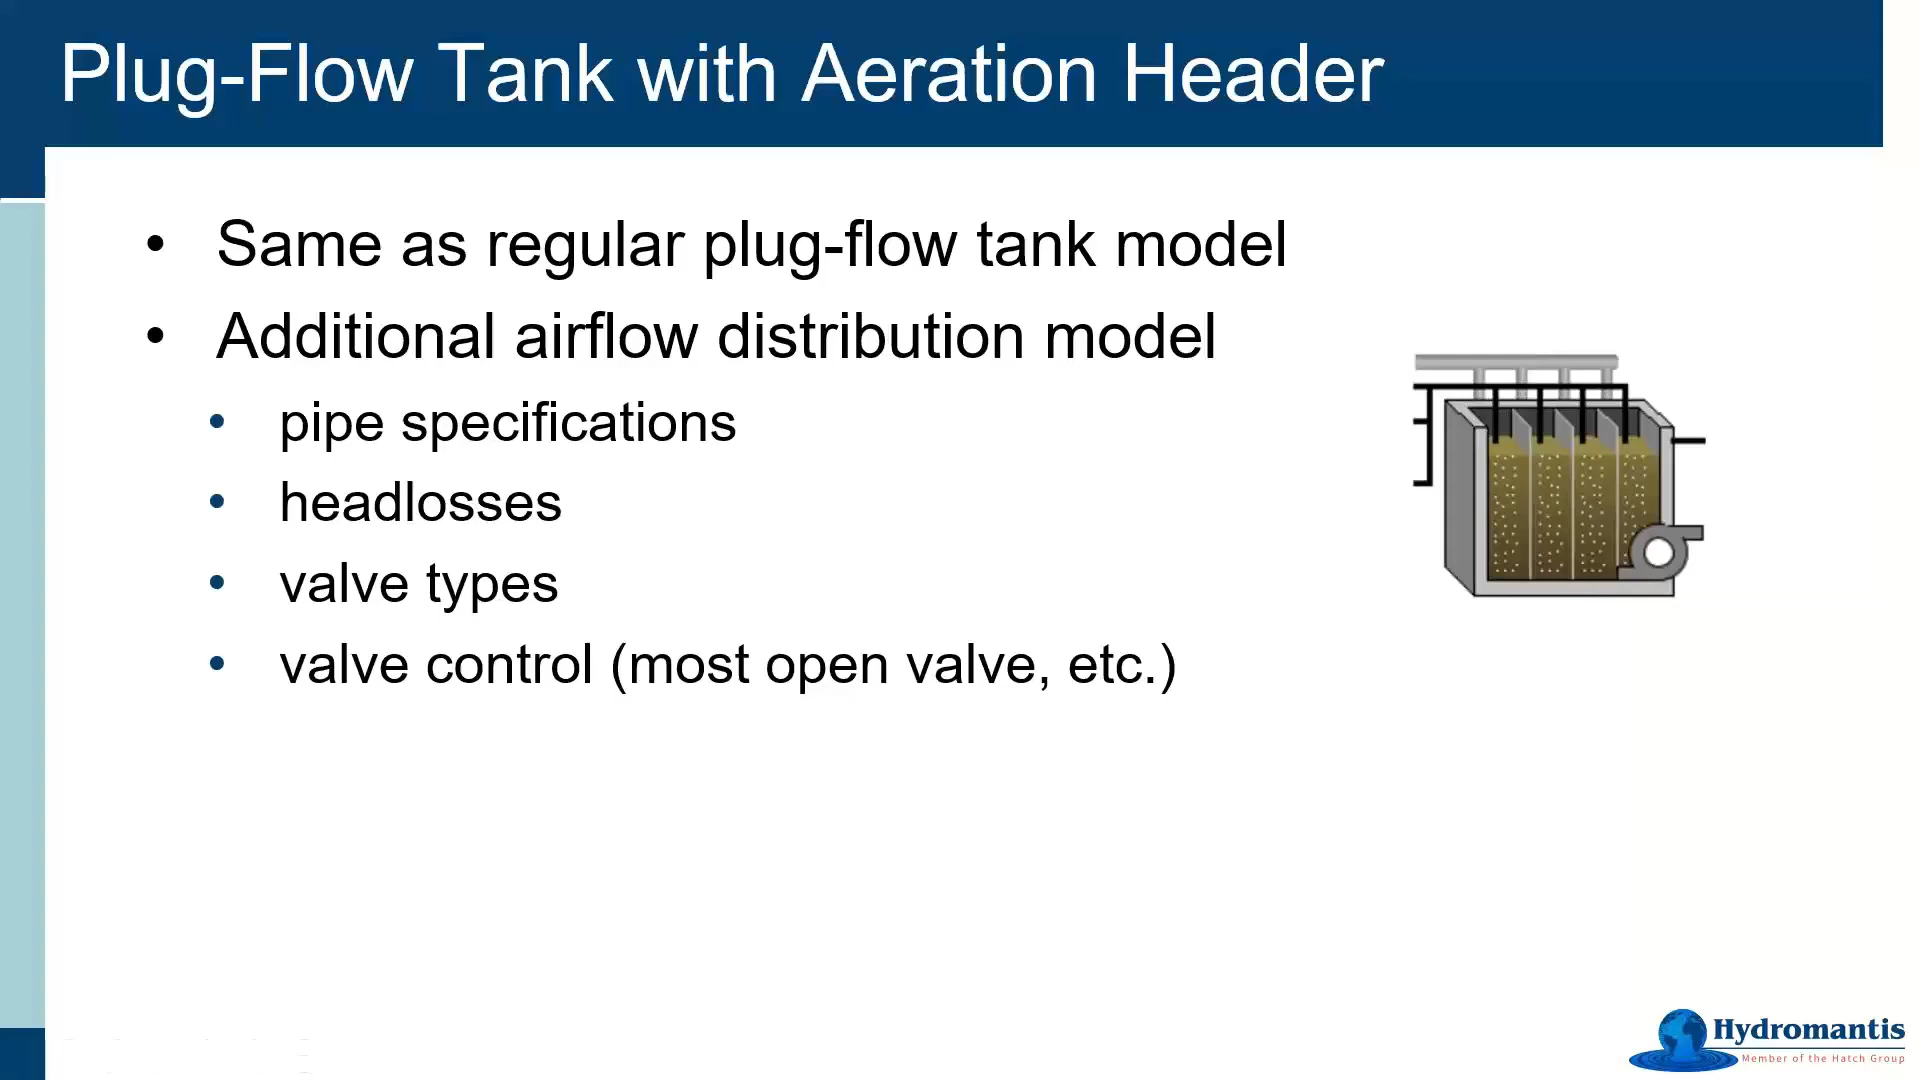 Plug-Flow Tank with Aeration Header
• Same as regular plug-flow tank model
• Additional airflow distribution model
• pipe specifications
• headlosses
• valve types
• valve control (most open valve, etc.)
Hydromantis
Member of the Hatch Group